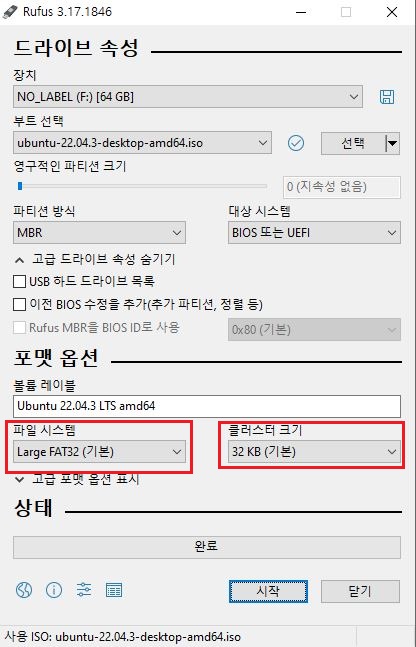 Rufus 3.17.1846
드라이브 속성
장치
NO_LABEL (F:) [64 GB]
부트 선택
ubuntu-22.04.3-desktop-amd64.iso
선택
영구적인 파티션 크기
0 (지속성 없음)
파티션 방식
대상 시스템
MBR
BIOS 또는 UEFI
고급 드라이브 속성 숨기기
USB 하드 드라이브 목록
이전 BIOS 수정을 추가(추가 파티션, 정렬 등)
Rufus MBR을 BIOS ID로 사용
0x80 (기본)
포맷 옵션
볼륨 레이블
Ubuntu 22.04.3 LTS amd64
파일 시스템
클러스터 크기
Large FAT32 (기본)
32 KB (기본)
고급 포맷 옵션 표시
상태
완료
시작
닫기
사용 ISO: ubuntu-22.04.3-desktop-amd64.iso